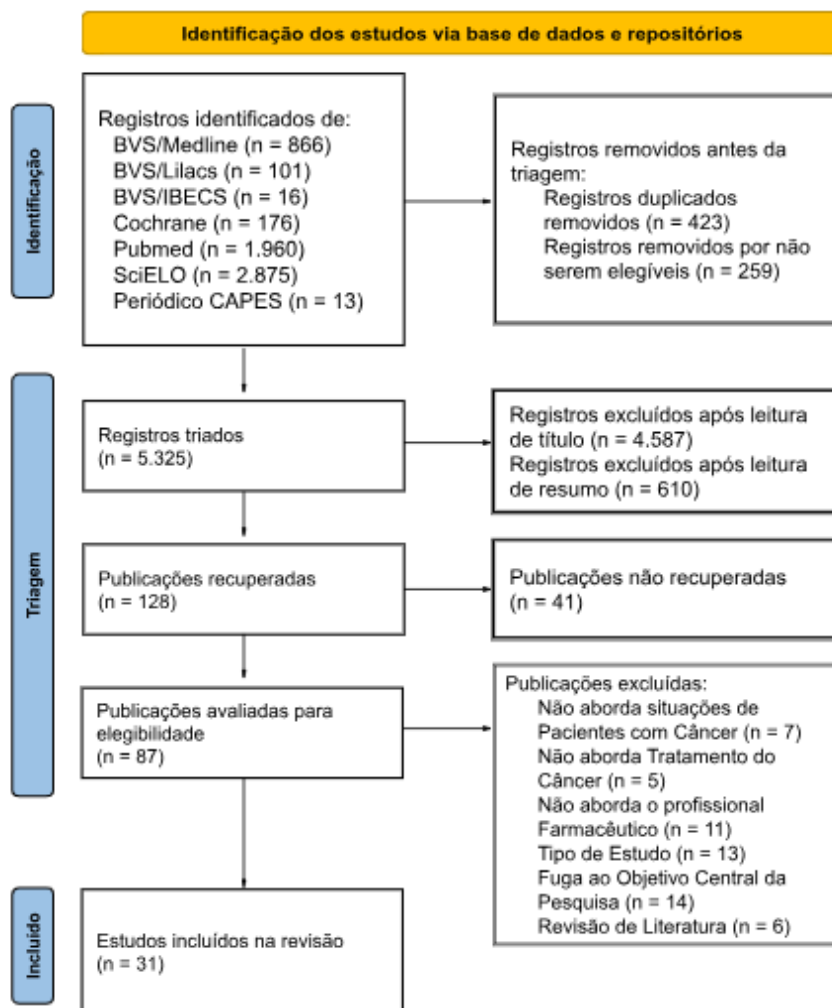 Identificação dos estudos via base de dados e repositórios
Identificação
Registros identificados de:
BVS/Medline (n = 866)
BVS/Lilacs (n = 101)
BVS/IBECS (n = 16)
Cochrane (n = 176)
Pubmed (n = 1.960)
SciELO (n = 2.875)
Periódico CAPES (n = 13)
Registros removidos antes da
triagem:
Registros duplicados
removidos (n = 423)
Registros removidos por não
serem elegíveis (n = 259)
Triagem
Registros triados
(n = 5.325)
Registros excluídos após leitura
de título (n = 4.587)
Registros excluídos após leitura
de resumo (n = 610)
Publicações recuperadas
(n = 128)
Publicações não recuperadas
(n = 41)
Publicações avaliadas para
elegibilidade
(n = 87)
Publicações excluídas:
Não aborda situações de
Pacientes com Câncer (n = 7)
Não aborda Tratamento do
Câncer (n = 5)
Não aborda o profissional
Farmacêutico (n = 11)
Tipo de Estudo (n = 13)
Fuga ao Objetivo Central da
Pesquisa (n = 14)
Revisão de Literatura (n = 6)
Incluído
Estudos incluídos na revisão
(n = 31)